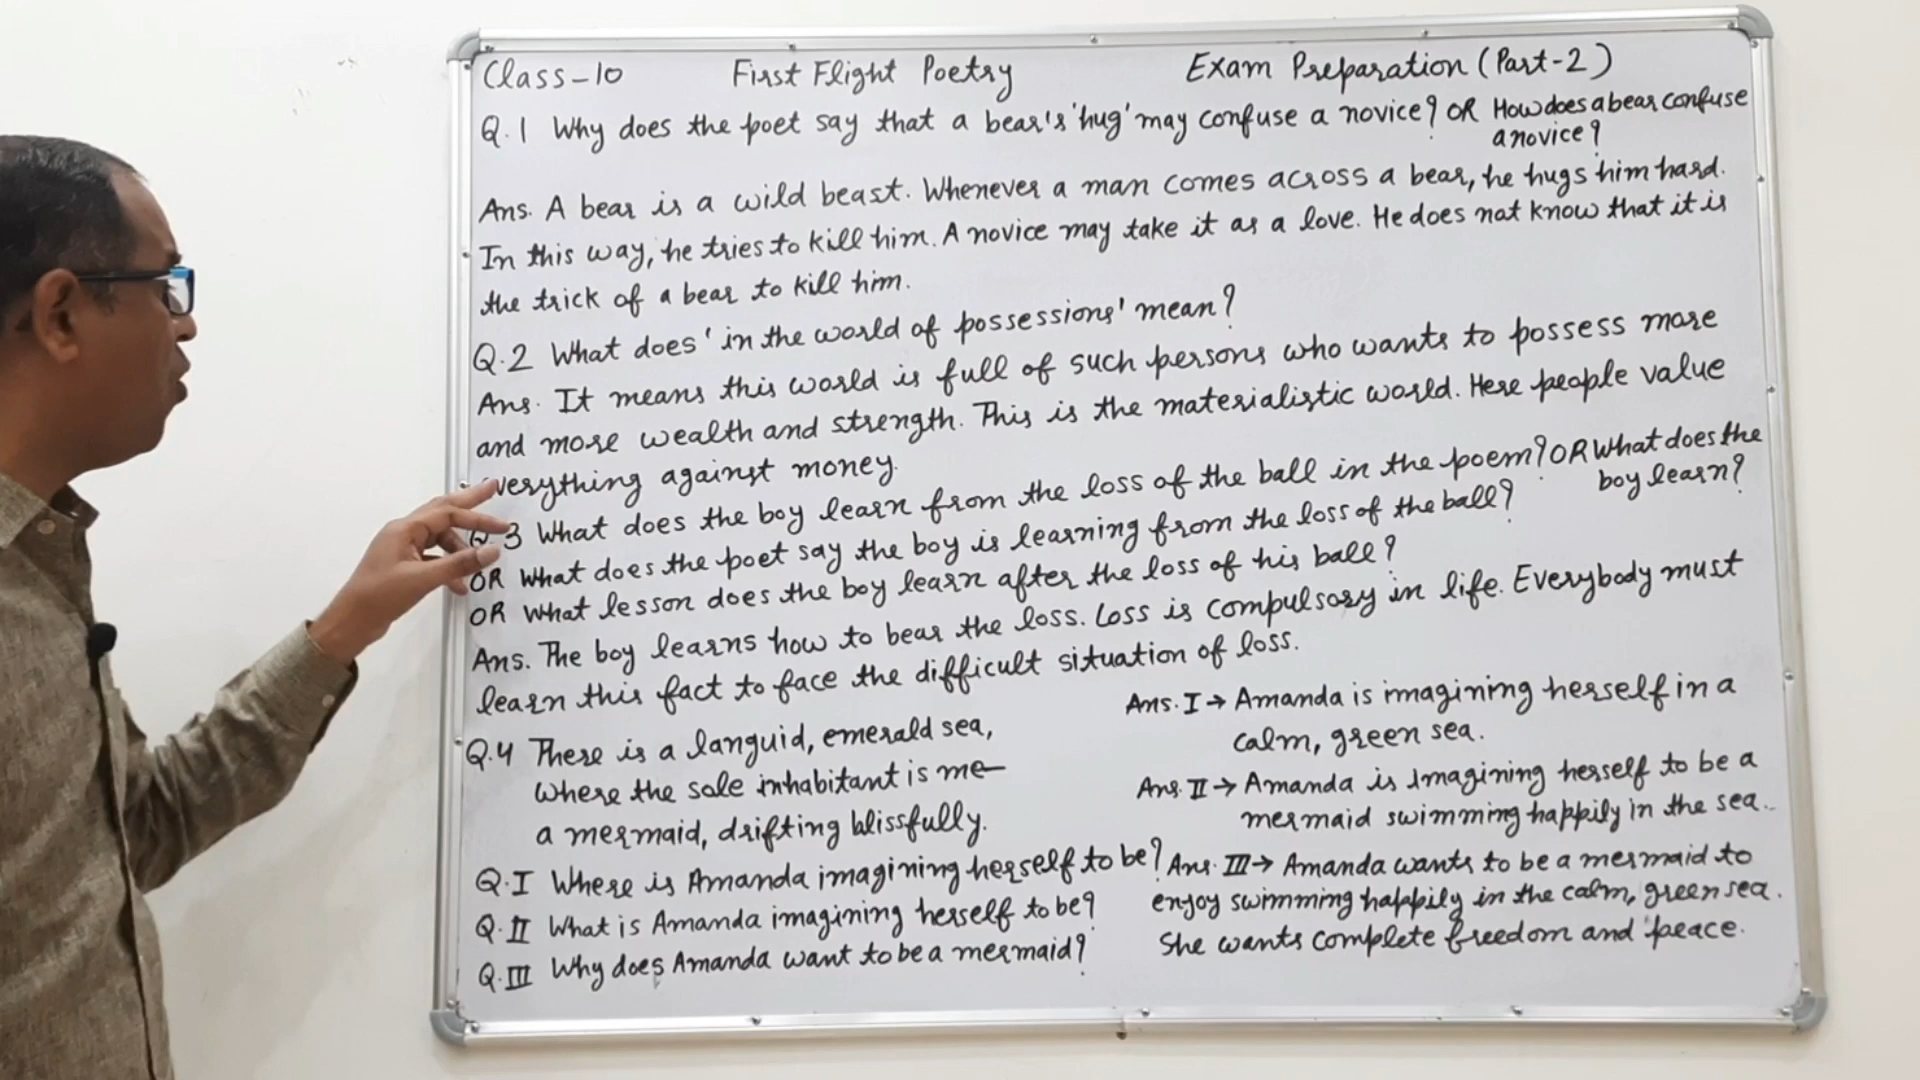 Class-10 First Flight Poetry Exam Preparation (Part-2)
Q.1 Why does the poet say that a bear's 'hug' may confuse a novice? OR How does a bear confuse
a novice?
Ans. A bear is a wild beast. Whenever a man comes across a bear, he hugs him hard.
In this way, he tries to kill him. A novice may take it as a love. He does not know that it is
the trick of a bear to kill him.
Q.2 What does 'in the world of possessions' mean?
Ans. It means this world is full of such persons who wants to possess more
and more wealth and strength. This is the materialistic world. Here people value
everything against money.
Q.3 What does the boy learn from the loss of the ball in the poem? OR What does the
boy learn?
OR What does the poet say the boy is learning from the loss of the ball?
OR What lesson does the boy learn after the loss of his ball?
Ans. The boy learns how to bear the loss. Loss is compulsory in life. Everybody must
learn this fact to face the difficult situation of loss.
Q.4 There is a languid, emerald sea,
where the sole inhabitant is me—
a mermaid, drifting blissfully.
Q.I Where is Amanda imagining herself to be?
Q.II What is Amanda imagining herself to be?
Q.III Why does Amanda want to be a mermaid?
Ans.I → Amanda is imagining herself in a
calm, green sea.
Ans.II → Amanda is imagining herself to be a
mermaid swimming happily in the sea.
Ans.III → Amanda wants to be a mermaid to
enjoy swimming happily in the calm, green sea.
She wants complete freedom and peace.